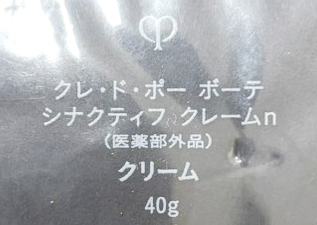 クレ・ド・ポー ボーテ
シナクティフ クレームn
（医薬部外品）
クリーム
40g